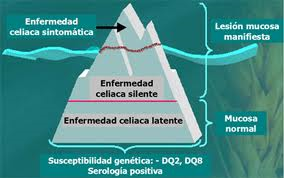 Enfermedad
celiaca sintomática
Lesión mucosa
manifiesta
Enfermedad
celiaca silente
Enfermedad celiaca latente
Mucosa
normal
Susceptibilidad genética: - DQ2, DQ8
Serología positiva